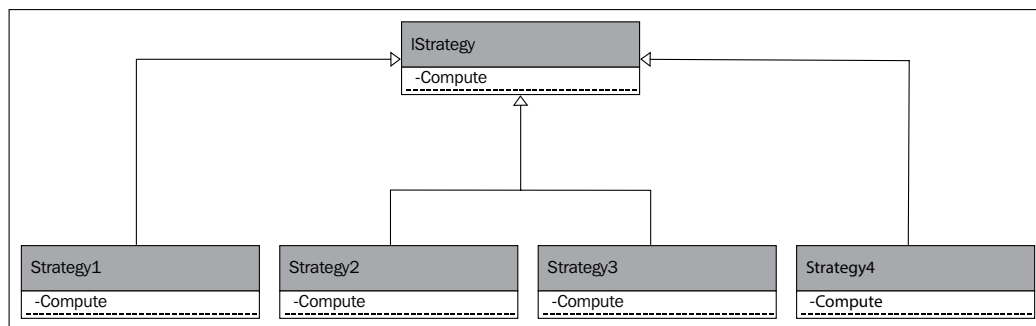 IStrategy
-Compute
Strategy1
-Compute
Strategy2
-Compute
Strategy3
-Compute
Strategy4
-Compute